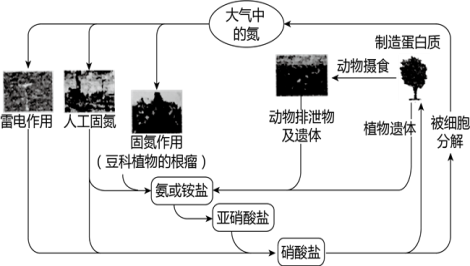 大气中
的氮
制造蛋白质
动物摄食
雷电作用
人工固氮
固氮作用
(豆科植物的根瘤)
动物排泄物
及遗体
植物遗体
被细胞
分解
氨或铵盐
亚硝酸盐
硝酸盐